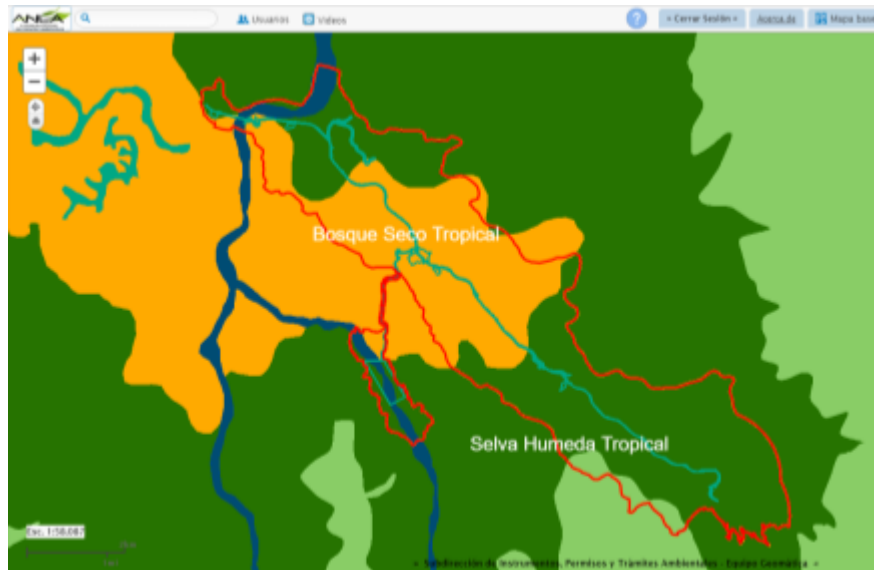 ANLA
Usuarios
Videos
?
« Cerrar Sesión »
Acerca de
Mapa base
+
−
Bosque Seco Tropical
Selva Humeda Tropical
Esc. 1:58.087
« Subdirección de Instrumentos, Permisos y Trámites Ambientales - Equipo Geomática »